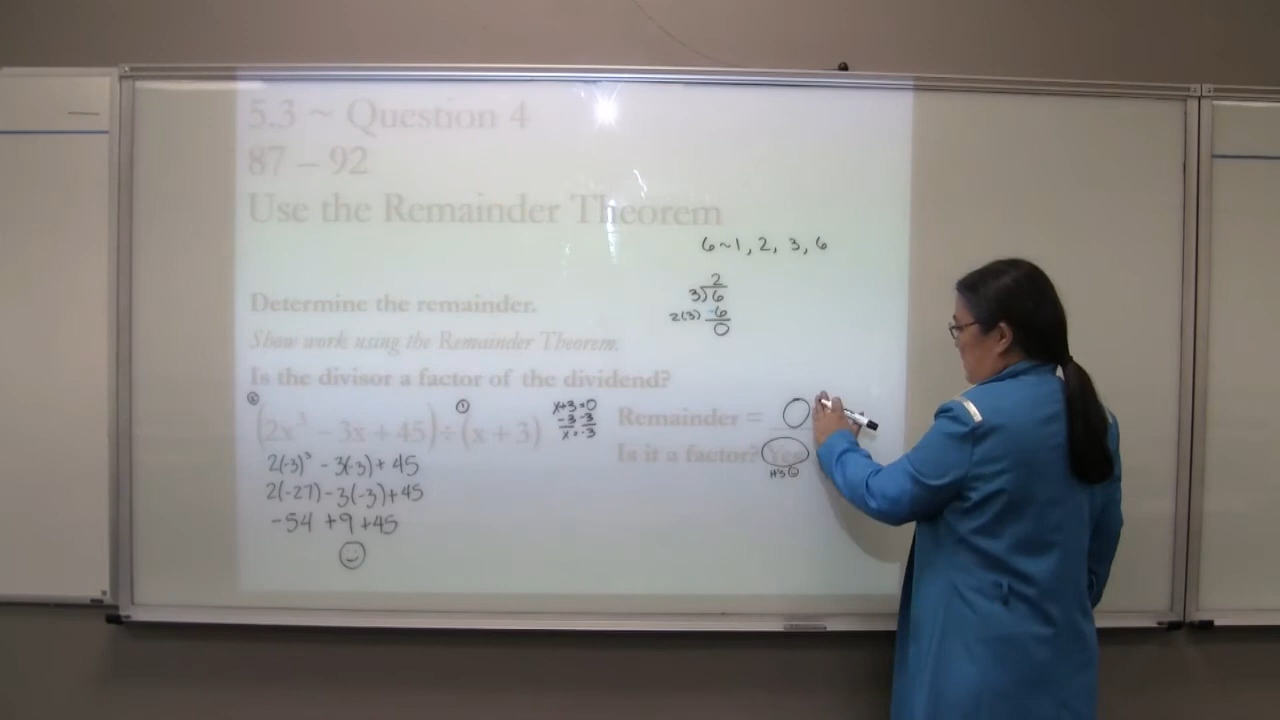 5.3 ~ Question 4
87 – 92
Use the Remainder Theorem
6 ~ 1, 2, 3, 6
2
3)6
2(3) -6
0
Determine the remainder.
Show work using the Remainder Theorem.
Is the divisor a factor of the dividend?
② ①
(2x³ - 3x + 45) ÷ (x + 3)
x+3=0
-3 -3
x=-3
Remainder = 0
Is it a factor? Yes
2(-3)³ - 3(-3) + 45
2(-27) - 3(-3) + 45
-54 + 9 + 45